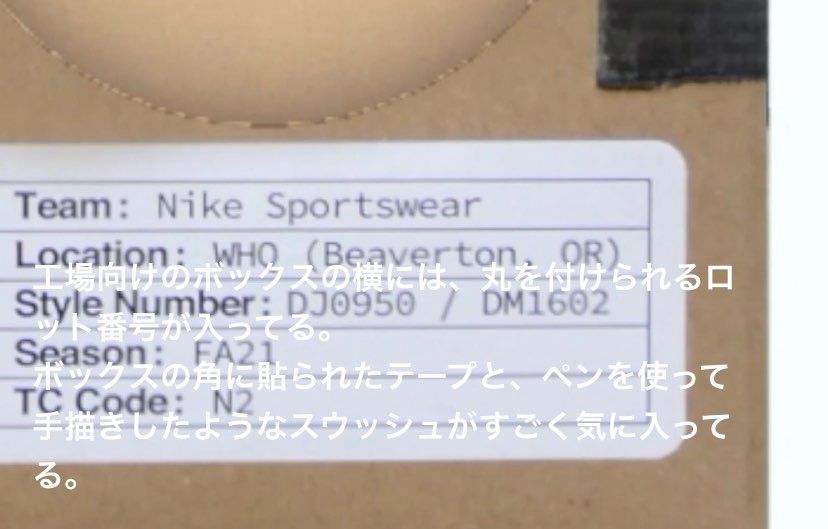 Team: Nike Sportswear
Location: WHQ (Beaverton, OR)
工場向けのボックスの横には、丸を付けられるロ
Style Number: DJ0950 / DM1602
ット番号が入ってる。
Season: FA21
ボックスの角に貼られたテープと、ペンを使って
TC Code: N2
手描きしたようなスウッシュがすごく気に入って
る。